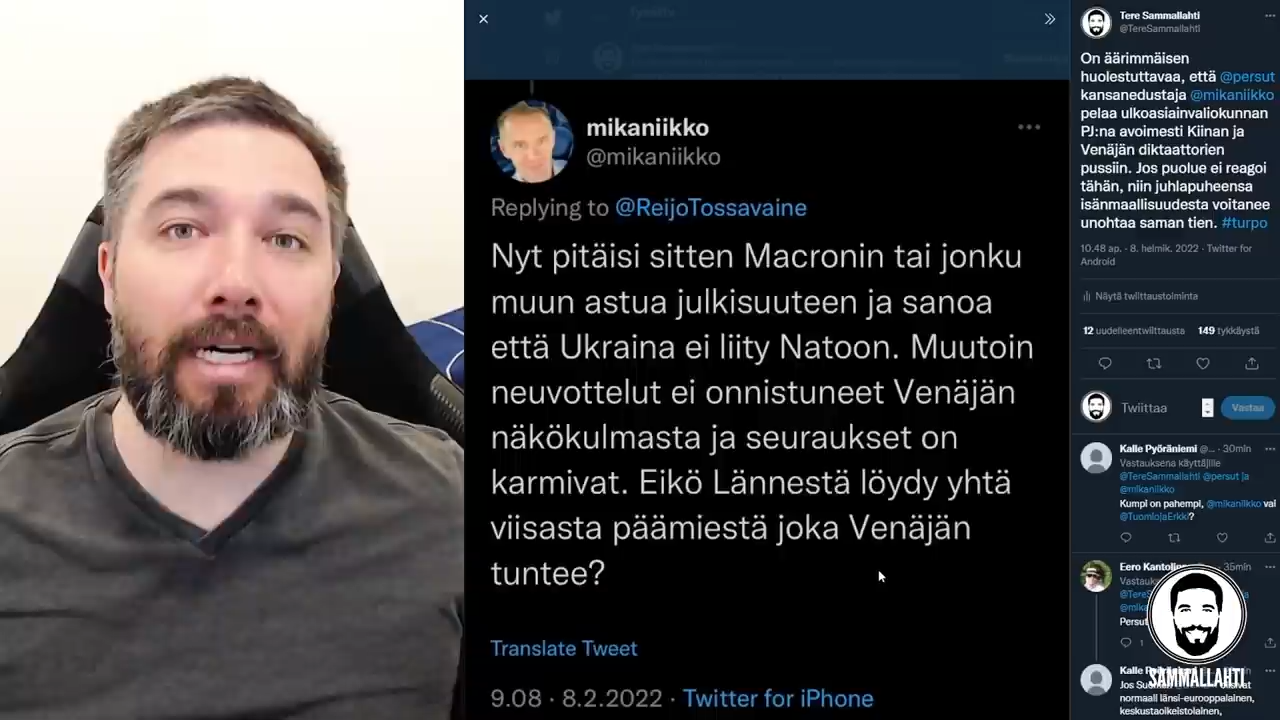 mikaniikko
@mikaniikko
Replying to @ReijoTossavaine
Nyt pitäisi sitten Macronin tai jonku
muun astua julkisuuteen ja sanoa
että Ukraina ei liity Natoon. Muutoin
neuvottelut ei onnistuneet Venäjän
näkökulmasta ja seuraukset on
karmivat. Eikö Lännestä löydy yhtä
viisasta päämiestä joka Venäjän
tuntee?
Translate Tweet
9.08 · 8.2.2022 · Twitter for iPhone
Tere Sammallahti
@TereSammallahti
On äärimmäisen
huolestuttavaa, että @persut
kansanedustaja @mikaniikko
pelaa ulkoasiainvaliokunnan
PJ:na avoimesti Kiinan ja
Venäjän diktaattorien
pussiin. Jos puolue ei reagoi
tähän, niin juhlapuheensa
isänmaallisuudesta voitanee
unohtaa saman tien. #turpo
10.48 ap. · 8. helmik. 2022 · Twitter for
Android
Näytä twiittaustoiminta
12 uudelleentwiittausta 149 tykkäystä
Twiittaa
Vastaa
Kalle Pyöräniemi @... · 30min
Vastauksena käyttäjille
@TereSammallahti @persut ja
@mikaniikko
Kumpi on pahempi, @mikaniikko vai
@TuomiojaErkki?
Eero
35min
1
SAMMALLAHTI
normaali länsi-eurooppalainen,
keskustaoikeistolainen,